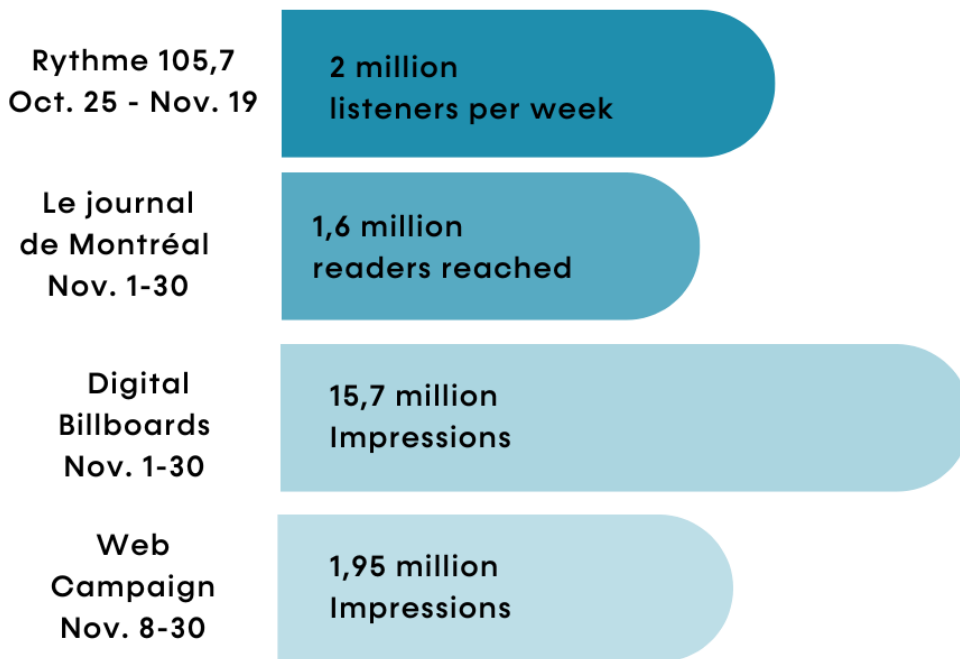 Rythme 105,7
Oct. 25 - Nov. 19
2 million
listeners per week
Le journal
de Montréal
Nov. 1-30
1,6 million
readers reached
Digital
Billboards
Nov. 1-30
15,7 million
Impressions
Web
Campaign
Nov. 8-30
1,95 million
Impressions